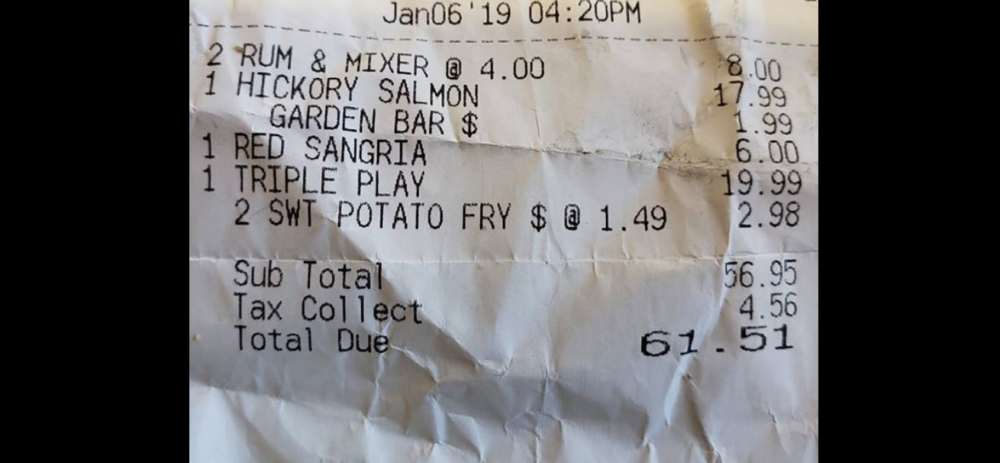 Jan06'19 04:20PM
2 RUM & MIXER @ 4.00 8.00
1 HICKORY SALMON 17.99
GARDEN BAR $ 1.99
1 RED SANGRIA 6.00
1 TRIPLE PLAY 19.99
2 SWT POTATO FRY $ @ 1.49 2.98
Sub Total 56.95
Tax Collect 4.56
Total Due 61.51